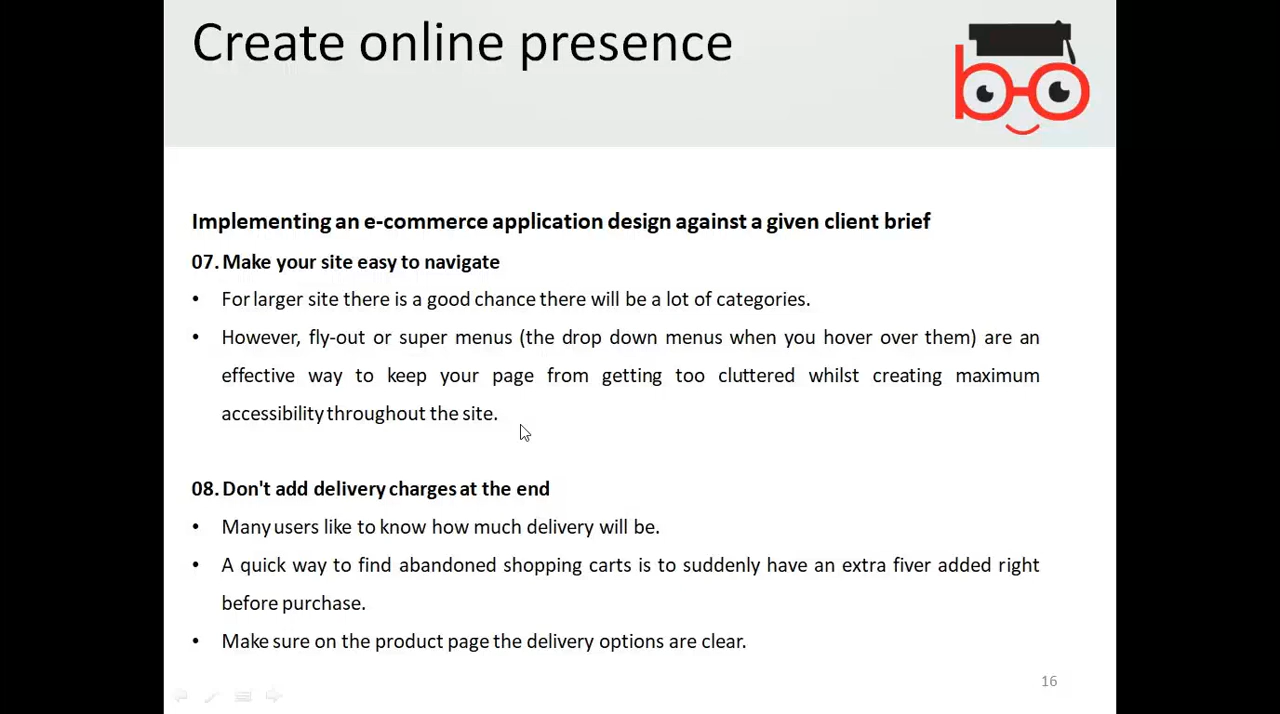 Create online presence
Implementing an e-commerce application design against a given client brief
07. Make your site easy to navigate
• For larger site there is a good chance there will be a lot of categories.
• However, fly-out or super menus (the drop down menus when you hover over them) are an
effective way to keep your page from getting too cluttered whilst creating maximum
accessibility throughout the site.
08. Don't add delivery charges at the end
• Many users like to know how much delivery will be.
• A quick way to find abandoned shopping carts is to suddenly have an extra fiver added right
before purchase.
• Make sure on the product page the delivery options are clear.
16